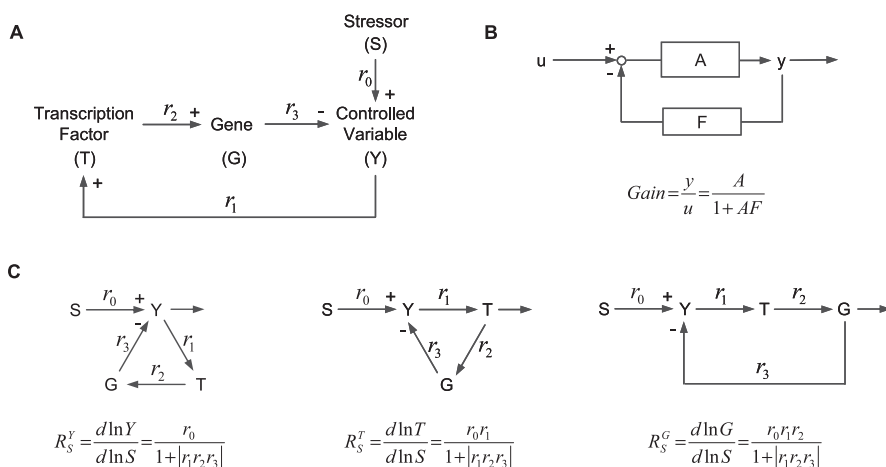 A
Stressor
(S)
r₀
+
Transcription
Factor
(T)
r₂
+
Gene
(G)
r₃
-
Controlled
Variable
(Y)
+
r₁
B
u
+
-
A
y
F
Gain = y/u = A/(1 + AF)
C
S r₀ + Y
-
r₃ r₁
G r₂ T
R_S^Y = d ln Y/d ln S = r₀/(1+|r₁r₂r₃|)
S r₀ + Y r₁ T
-
r₃ r₂
G
R_S^T = d ln T/d ln S = r₀r₁/(1+|r₁r₂r₃|)
S r₀ + Y r₁ T r₂ G
-
r₃
R_S^G = d ln G/d ln S = r₀r₁r₂/(1+|r₁r₂r₃|)